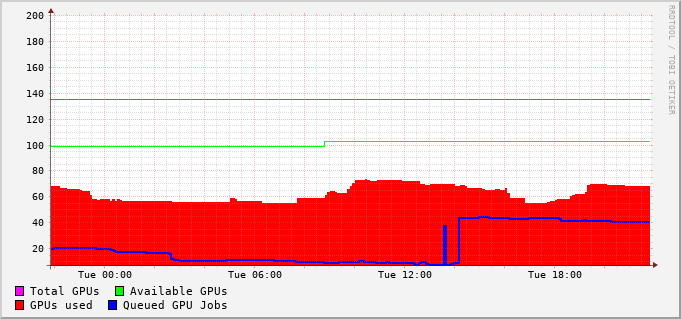 200
180
160
140
120
100
80
60
40
20
Tue 00:00 Tue 06:00 Tue 12:00 Tue 18:00
Total GPUs Available GPUs
GPUs used Queued GPU Jobs
RRDTOOL / TOBI OETIKER